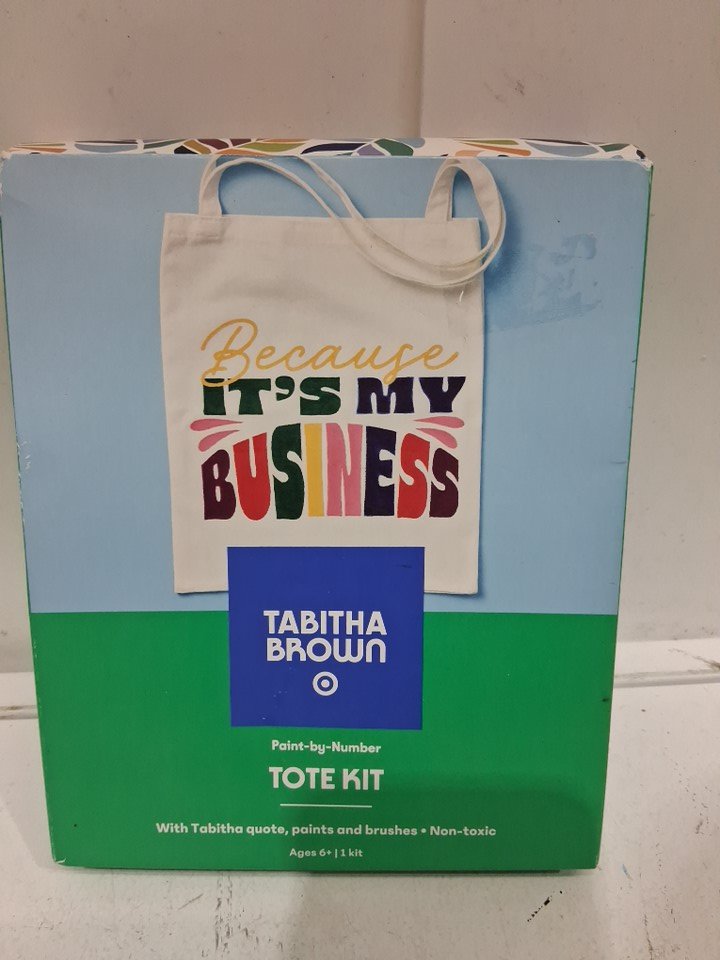 Because
IT'S MY
BUSINESS
TABITHA
BROWN
Paint-by-Number
TOTE KIT
With Tabitha quote, paints and brushes • Non-toxic
Ages 6+ | 1 kit